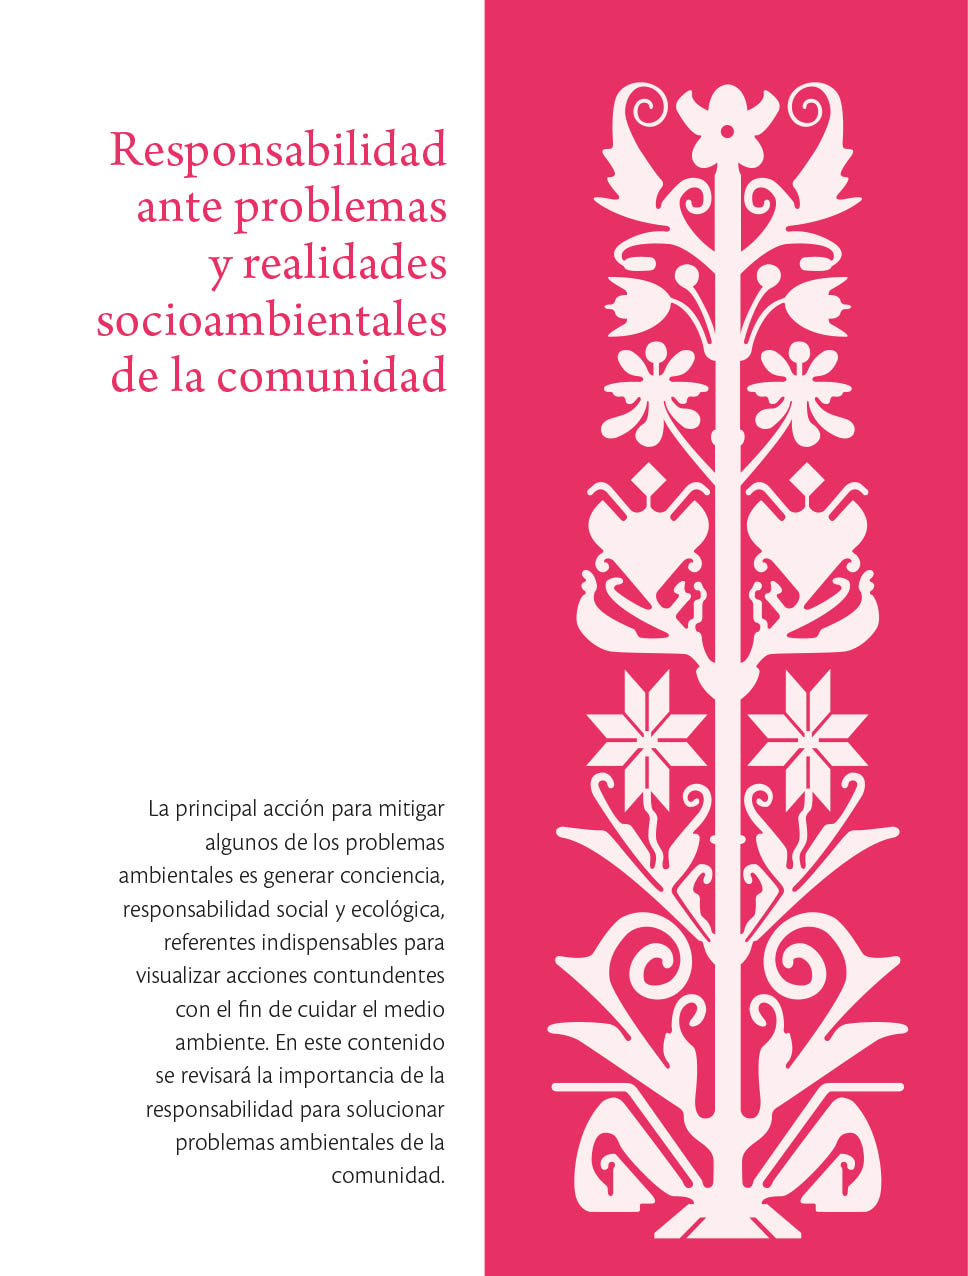 Responsabilidad
ante problemas
y realidades
socioambientales
de la comunidad
La principal acción para mitigar
algunos de los problemas
ambientales es generar conciencia,
responsabilidad social y ecológica,
referentes indispensables para
visualizar acciones contundentes
con el fin de cuidar el medio
ambiente. En este contenido
se revisará la importancia de la
responsabilidad para solucionar
problemas ambientales de la
comunidad.